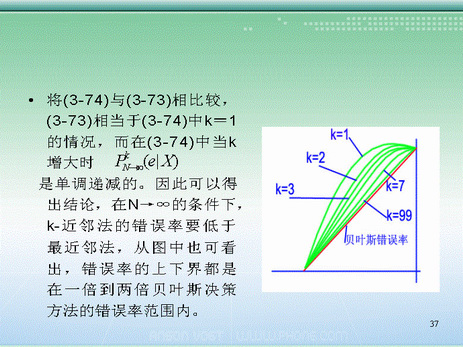 • 将(3-74)与(3-73)相比较，
(3-73)相当于(3-74)中k＝1
的情况，而在(3-74)中当k
增大时 P^k_{N→∞}(e|X)
是单调递减的。因此可以得
出结论，在N→∞的条件下，
k-近邻法的错误率要低于
最近邻法，从图中也可看
出，错误率的上下界都是
在一倍到两倍贝叶斯决策
方法的错误率范围内。
k=1
k=2
k=3
k=7
k=99
贝叶斯错误率
37